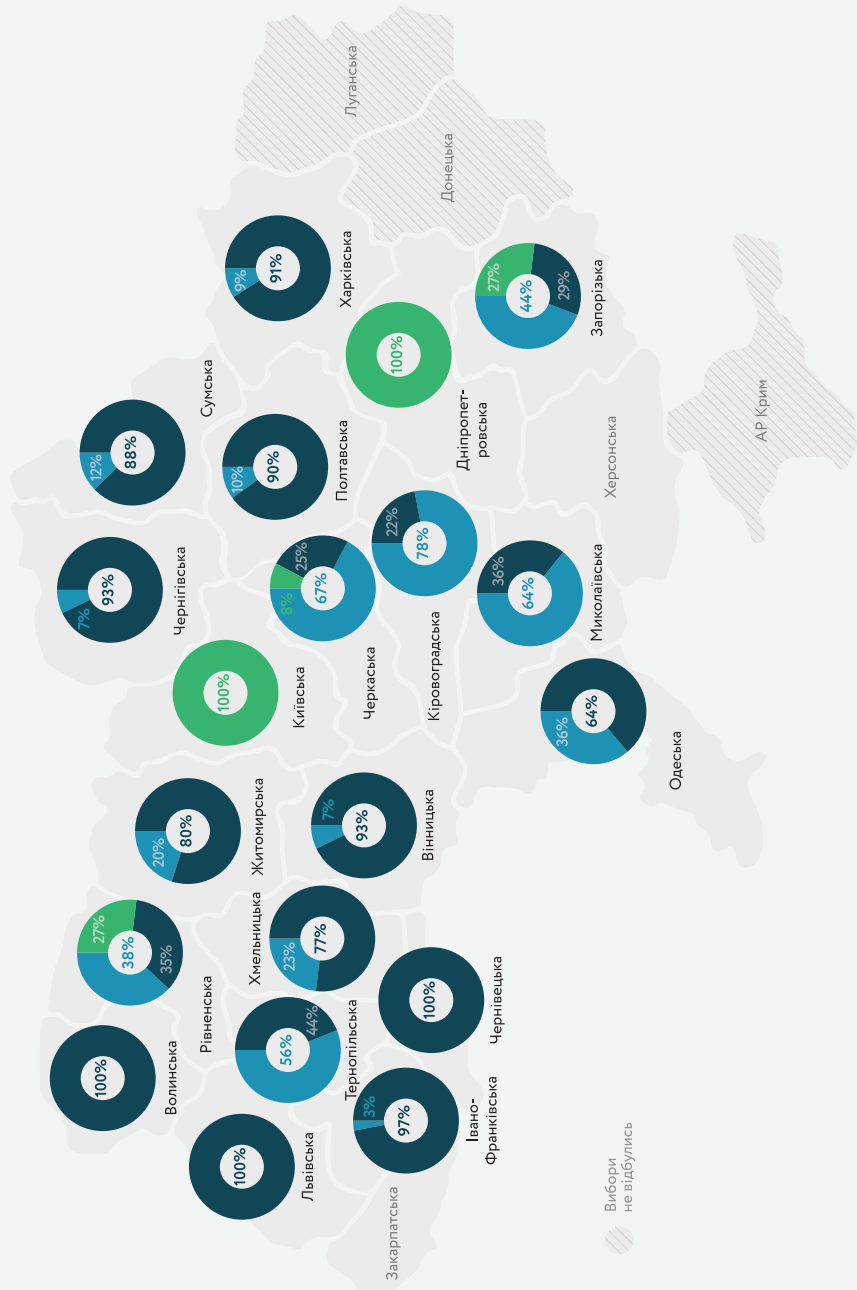 Луганська
Донецька
9%
91%
Харківська
27%
44%
29%
Запорізька
100%
Дніпропет-
ровська
12%
88%
Сумська
10%
90%
Полтавська
Херсонська
АР Крим
7%
93%
Чернігівська
8%
25%
67%
Черкаська
22%
78%
Кіровоградська
36%
64%
Миколаївська
100%
Київська
36%
64%
Одеська
20%
80%
Житомирська
7%
93%
Вінницька
27%
38%
35%
Рівненська
23%
77%
Хмельницька
100%
Волинська
44%
56%
Тернопільська
100%
Чернівецька
100%
Львівська
3%
97%
Івано-
Франківська
Закарпатська
Вибори
не відбулись